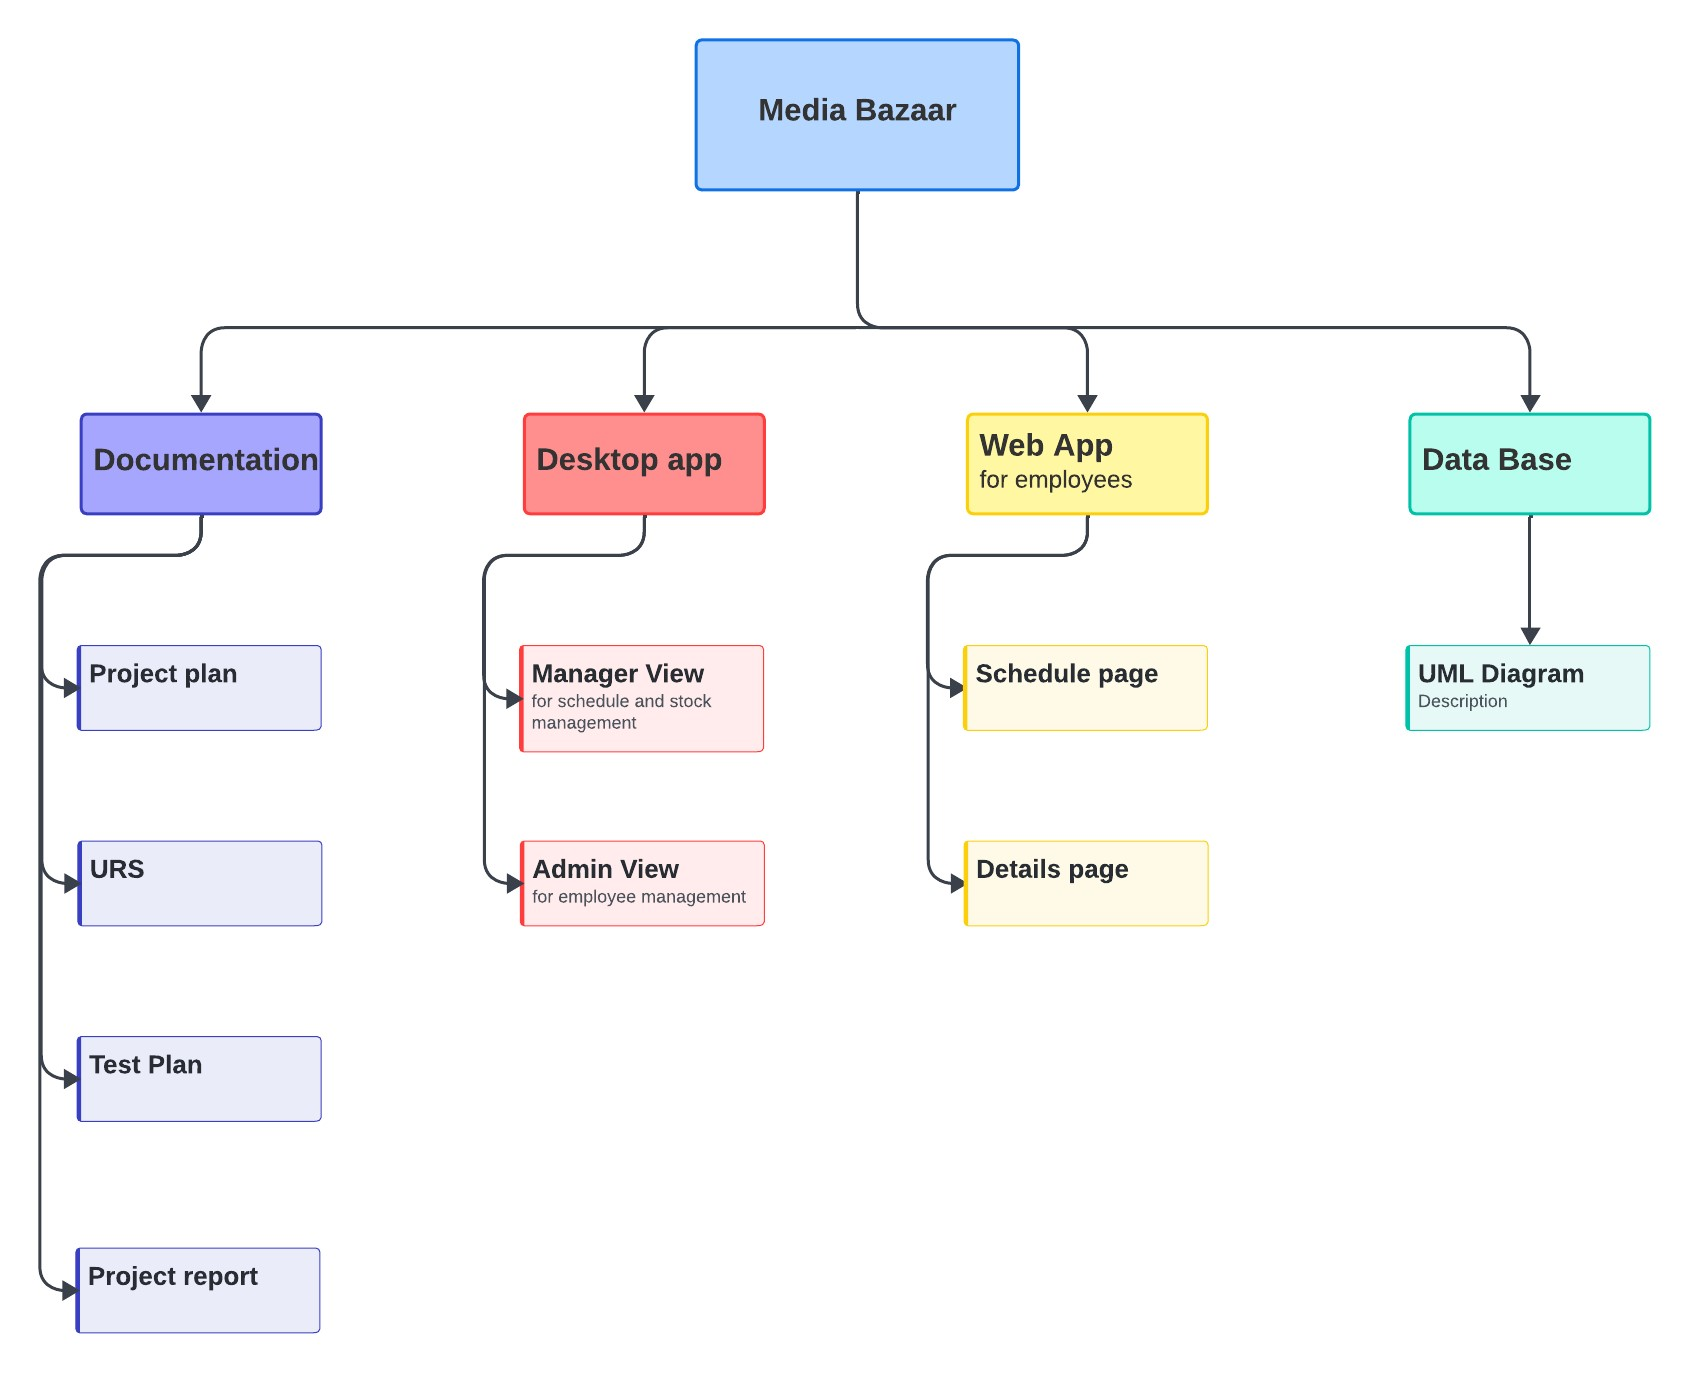 Media Bazaar
Documentation
Desktop app
Web App
for employees
Data Base
Project plan
Manager View
for schedule and stock
management
Schedule page
UML Diagram
Description
URS
Admin View
for employee management
Details page
Test Plan
Project report